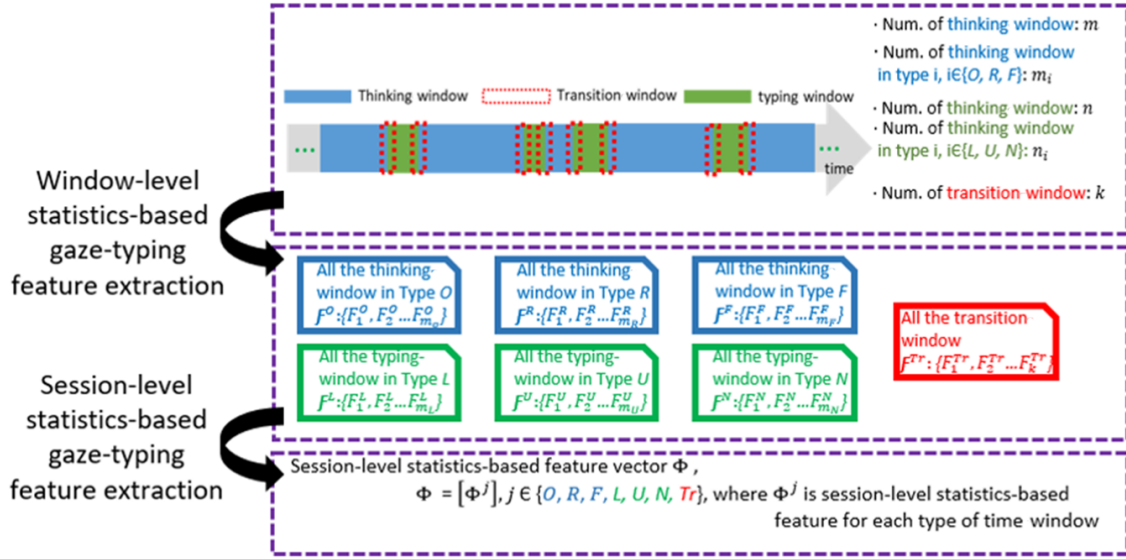 · Num. of thinking window: m
· Num. of thinking window
in type i, i∈{O, R, F}: mᵢ
· Num. of thinking window: n
· Num. of thinking window
in type i, i∈{L, U, N}: nᵢ
· Num. of transition window: k
Thinking window
Transition window
typing window
...
...
time
Window-level
statistics-based
gaze-typing
feature extraction
All the thinking-
window in Type O
f^O:{F_1^O, F_2^O ...F_{m_O}^O}
All the thinking
window in Type R
f^R:{F_1^R, F_2^R ...F_{m_R}^R}
All the thinking
window in Type F
f^F:{F_1^F, F_2^F ...F_{m_F}^F}
All the transition
window
f^{Tr}: {F_1^{Tr}, F_2^{Tr} ...F_k^{Tr}}
All the typing-
window in Type L
f^L:{F_1^L, F_2^L ...F_{m_L}^L}
All the typing-
window in Type U
f^U:{F_1^U, F_2^U ...F_{m_U}^U}
All the typing-
window in Type N
f^N:{F_1^N, F_2^N ...F_{m_N}^N}
Session-level
statistics-based
gaze-typing
feature extraction
Session-level statistics-based feature vector Φ ,
Φ = [Φ^j], j ∈ {O, R, F, L, U, N, Tr}, where Φ^j is session-level statistics-based
feature for each type of time window